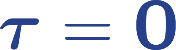 τ = 0